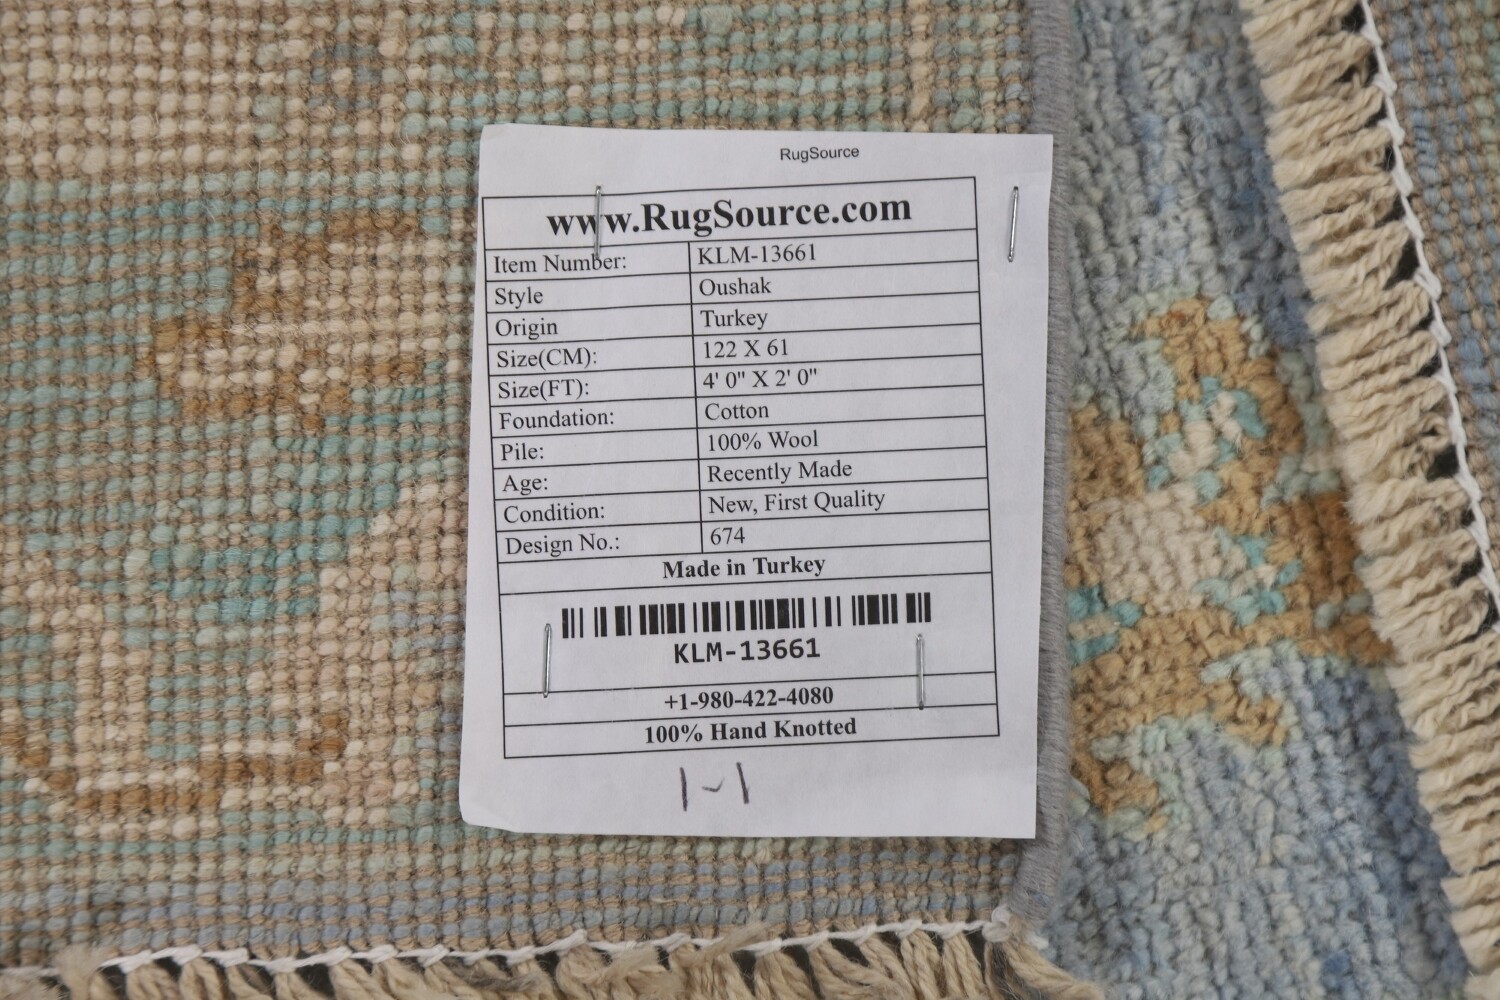 RugSource
www.RugSource.com
Item Number: KLM-13661
Style Oushak
Origin Turkey
Size(CM): 122 X 61
Size(FT): 4' 0" X 2' 0"
Foundation: Cotton
Pile: 100% Wool
Age: Recently Made
Condition: New, First Quality
Design No.: 674
Made in Turkey
KLM-13661
+1-980-422-4080
100% Hand Knotted
1-1